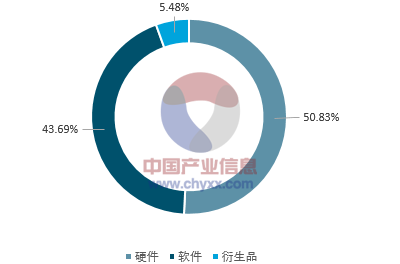 5.48%
43.69%
50.83%
中国产业信息
www.chyxx.com
硬件 软件 衍生品